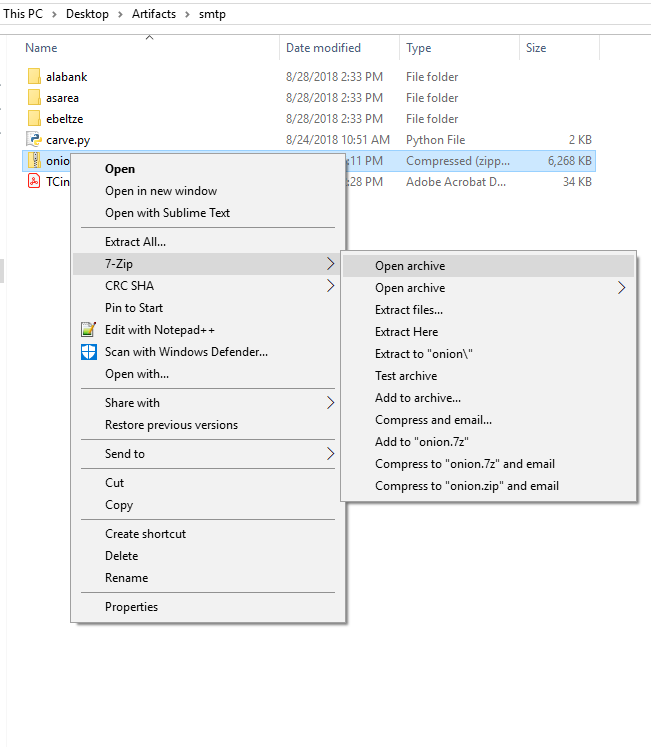 This PC > Desktop > Artifacts > smtp
Name Date modified Type Size
alabank 8/28/2018 2:33 PM File folder
asarea 8/28/2018 2:33 PM File folder
ebeltze 8/28/2018 2:33 PM File folder
carve.py 8/24/2018 10:51 AM Python File 2 KB
onio :11 PM Compressed (zipp... 6,268 KB
TCin :28 PM Adobe Acrobat D... 34 KB
Open
Open in new window
Open with Sublime Text
Extract All...
7-Zip
CRC SHA
Pin to Start
Edit with Notepad++
Scan with Windows Defender...
Open with...
Share with
Restore previous versions
Send to
Cut
Copy
Create shortcut
Delete
Rename
Properties
Open archive
Open archive
Extract files...
Extract Here
Extract to "onion\"
Test archive
Add to archive...
Compress and email...
Add to "onion.7z"
Compress to "onion.7z" and email
Compress to "onion.zip" and email